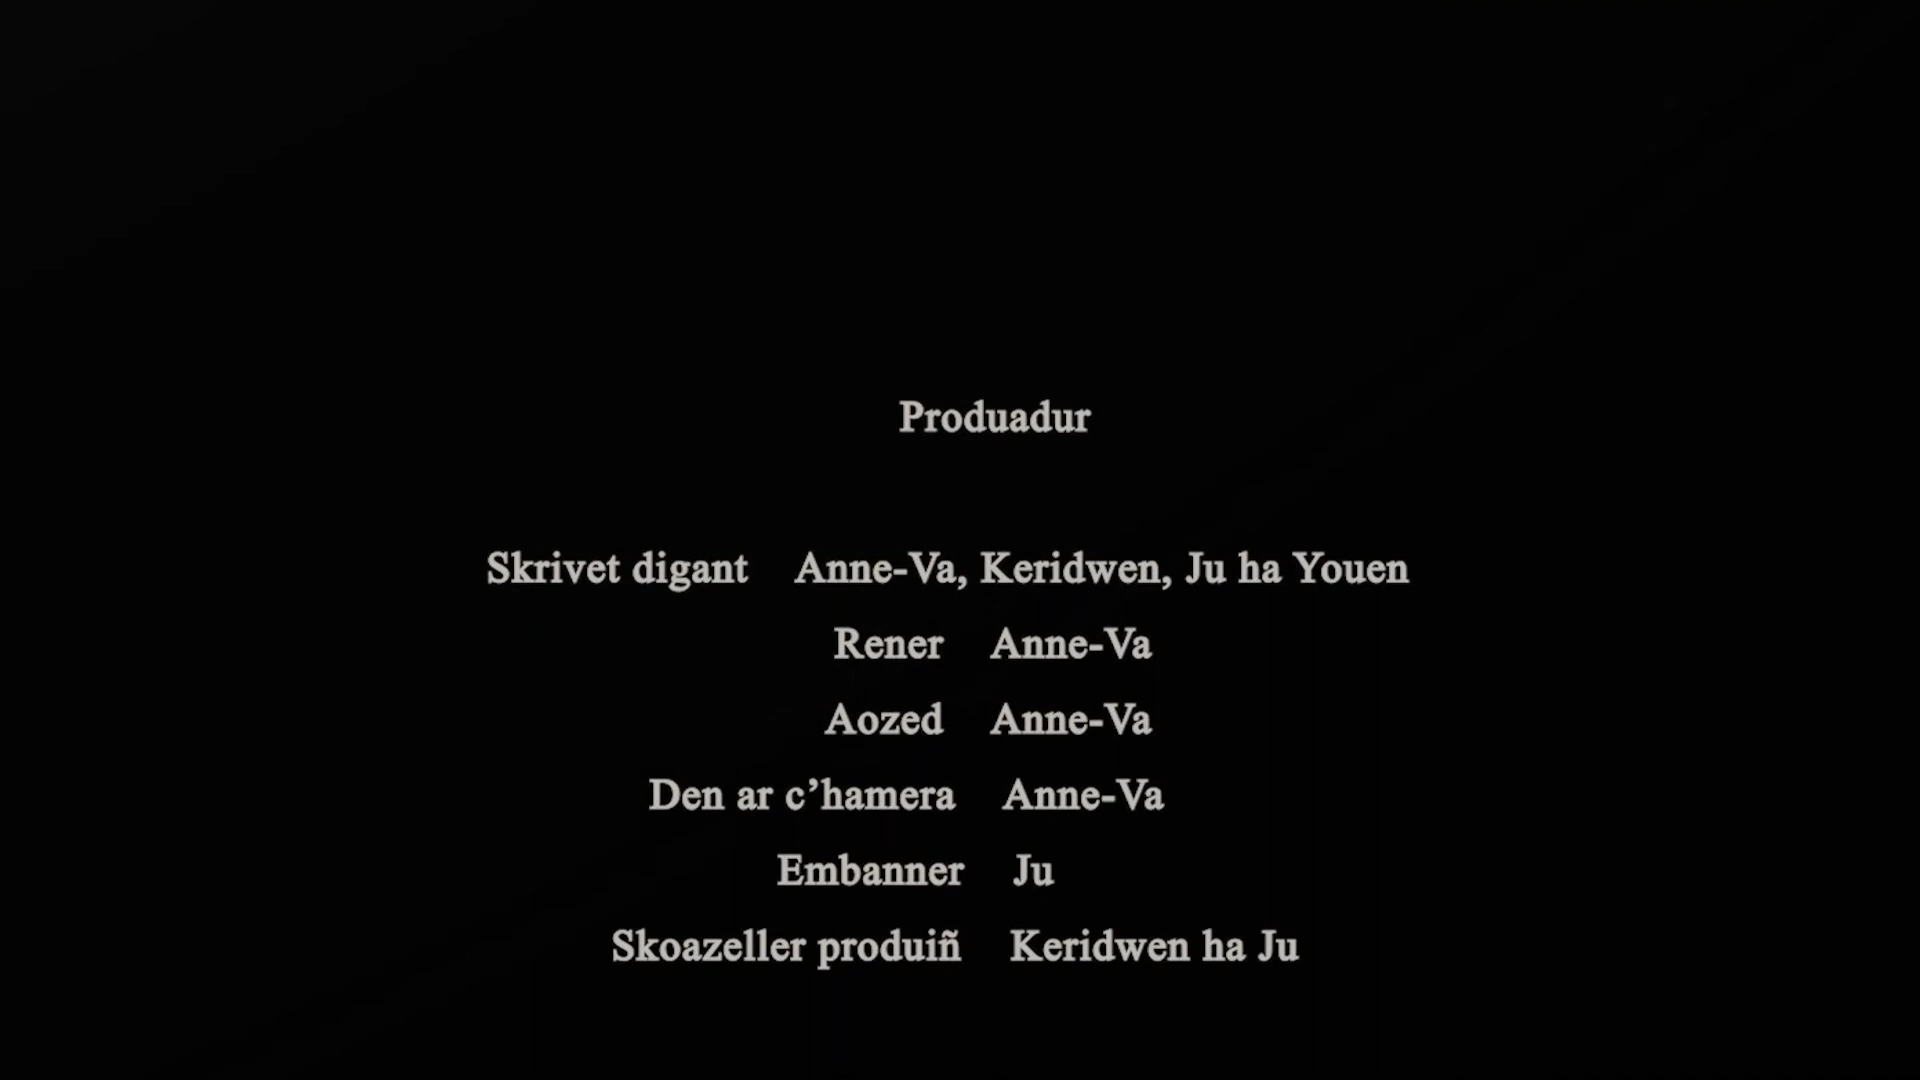 Produadur
Skrivet digant Anne-Va, Keridwen, Ju ha Youen
Rener Anne-Va
Aozed Anne-Va
Den ar c’hamera Anne-Va
Embanner Ju
Skoazeller produiñ Keridwen ha Ju